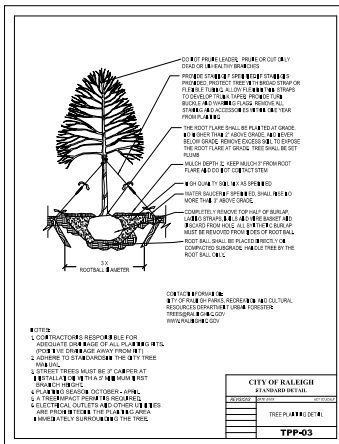 DO NOT PRUNE LEADER. PRUNE OR CUT ONLY
DEAD OR UNHEALTHY BRANCHES
PROVIDE STAKING IF SPECIFIED. IF STAKING IS
PROVIDED, PROTECT TREE WITH BROAD STRAP OR
FLEXIBLE TUBING. ALLOW FLEX IN STRAPS
TO DEVELOP TRUNK TAPER. PROVIDE TURN
BUCKLE AND WARNING FLAGS. REMOVE ALL
STAKING AND ACCESSORIES WITHIN ONE YEAR
FROM PLANTING
THE ROOT FLARE SHALL BE PLANTED AT GRADE,
NO HIGHER THAN 2" ABOVE GRADE, AND NEVER
BELOW GRADE. REMOVE EXCESS SOIL TO EXPOSE
THE ROOT FLARE AT GRADE. TREE SHALL BE SET
PLUMB
MULCH DEPTH 3". KEEP MULCH 3" FROM ROOT
FLARE AND DO NOT CONTACT STEM
HIGH QUALITY SOIL MIX AS SPECIFIED
WATER SAUCER IF SPECIFIED, SHALL RISE NO
MORE THAN 3" ABOVE GRADE.
COMPLETELY REMOVE TOP HALF OF BURLAP,
LACING STRAPS, NAILS AND WIRE BASKET AND
DISCARD FROM HOLE. ALL SYNTHETIC BURLAP
MUST BE REMOVED FROM SIDES OF ROOT BALL
ROOT BALL SHALL BE PLACED DIRECTLY ON
COMPACTED SUBGRADE. HANDLE TREE BY THE
ROOT BALL ONLY.
3 X
ROOTBALL DIAMETER
CONTACT INFORMATION:
CITY OF RALEIGH PARKS, RECREATION AND CULTURAL
RESOURCES DEPARTMENT URBAN FORESTER:
TREES@RALEIGHNC.GOV
WWW.RALEIGHNC.GOV
NOTES:
1. CONTRACTOR IS RESPONSIBLE FOR
ADEQUATE DRAINAGE OF ALL PLANTING PITS.
(POSITIVE DRAINAGE AWAY FROM PIT)
2. ADHERE TO STANDARDS IN THE CITY TREE
MANUAL.
3. STREET TREES MUST BE 3" CALIPER AT
INSTALLATION WITH A 5' MINIMUM FIRST
BRANCH HEIGHT.
4. PLANTING SEASON OCTOBER - APRIL.
5. A TREE IMPACT PERMIT IS REQUIRED.
6. ELECTRICAL OUTLETS AND OTHER UTILITIES
ARE PROHIBITED IN THE PLANTING AREA
IMMEDIATELY SURROUNDING THE TREE.
CITY OF RALEIGH
STANDARD DETAIL
REVISIONS
NOT TO SCALE
TREE PLANTING DETAIL
TPP-03